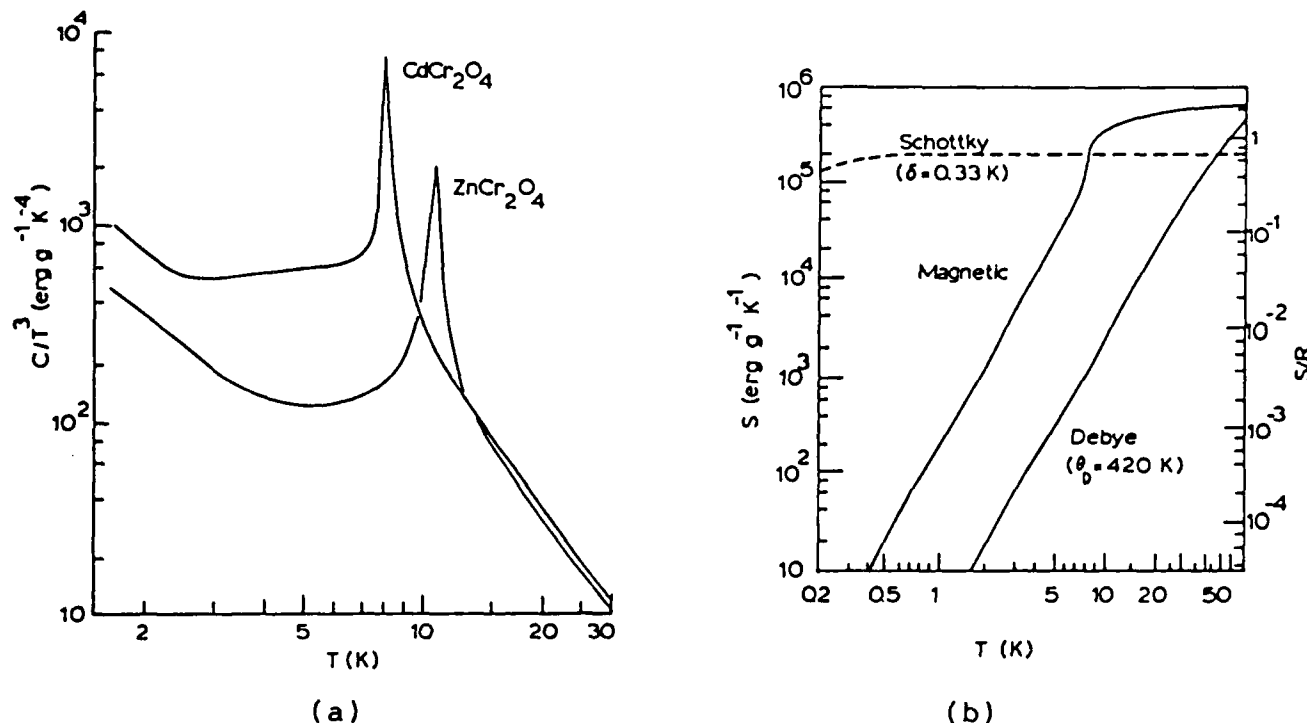 10⁴
10³
10²
10
C/T³ (erg g⁻¹ K⁻⁴)
CdCr₂O₄
ZnCr₂O₄
2 5 10 20 30
T (K)
(a)
10⁶
10⁵
10⁴
10³
10²
10
S (erg g⁻¹ K⁻¹)
Schottky
(δ=0.33 K)
Magnetic
Debye
(θ_D=420 K)
1
10⁻¹
10⁻²
10⁻³
10⁻⁴
S/R
0.2 0.5 1 5 10 20 50
T (K)
(b)